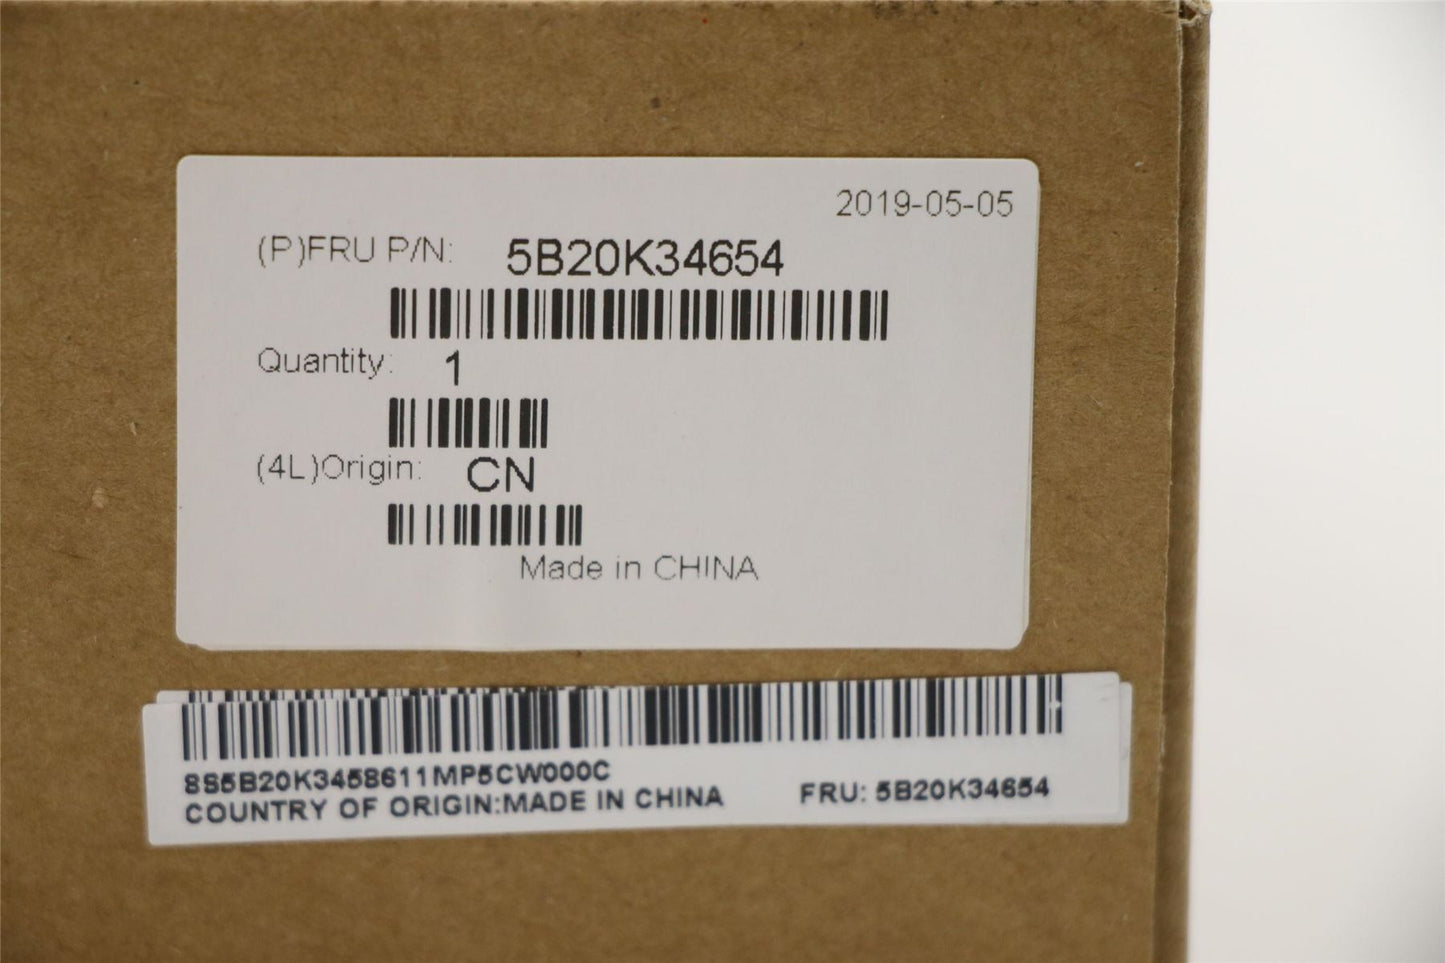 2019-05-05
(P)FRU P/N: 5B20K34654
Quantity: 1
(4L)Origin: CN
Made in CHINA
8S5B20K3458611MP5CW000C
COUNTRY OF ORIGIN:MADE IN CHINA FRU: 5B20K34654